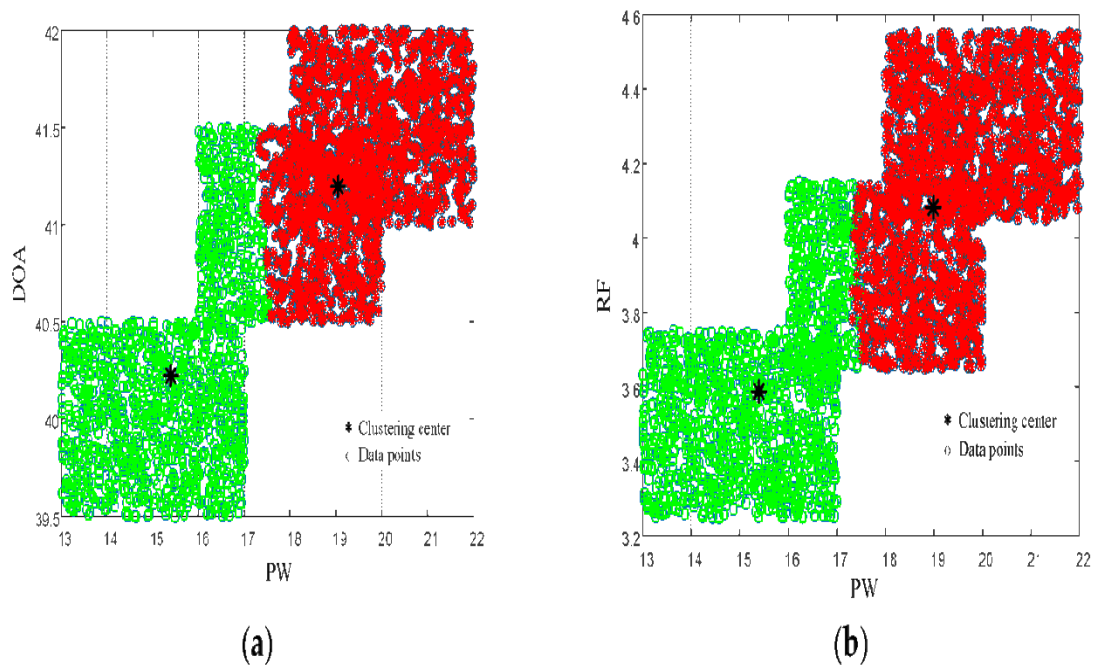 42
41.5
41
40.5
40
39.5
DOA
13 14 15 16 17 18 19 20 21 22
PW
* Clustering center
○ Data points
(a)
4.6
4.4
4.2
4
3.8
3.6
3.4
3.2
RF
13 14 15 16 17 18 19 20 21 22
PW
* Clustering center
○ Data points
(b)